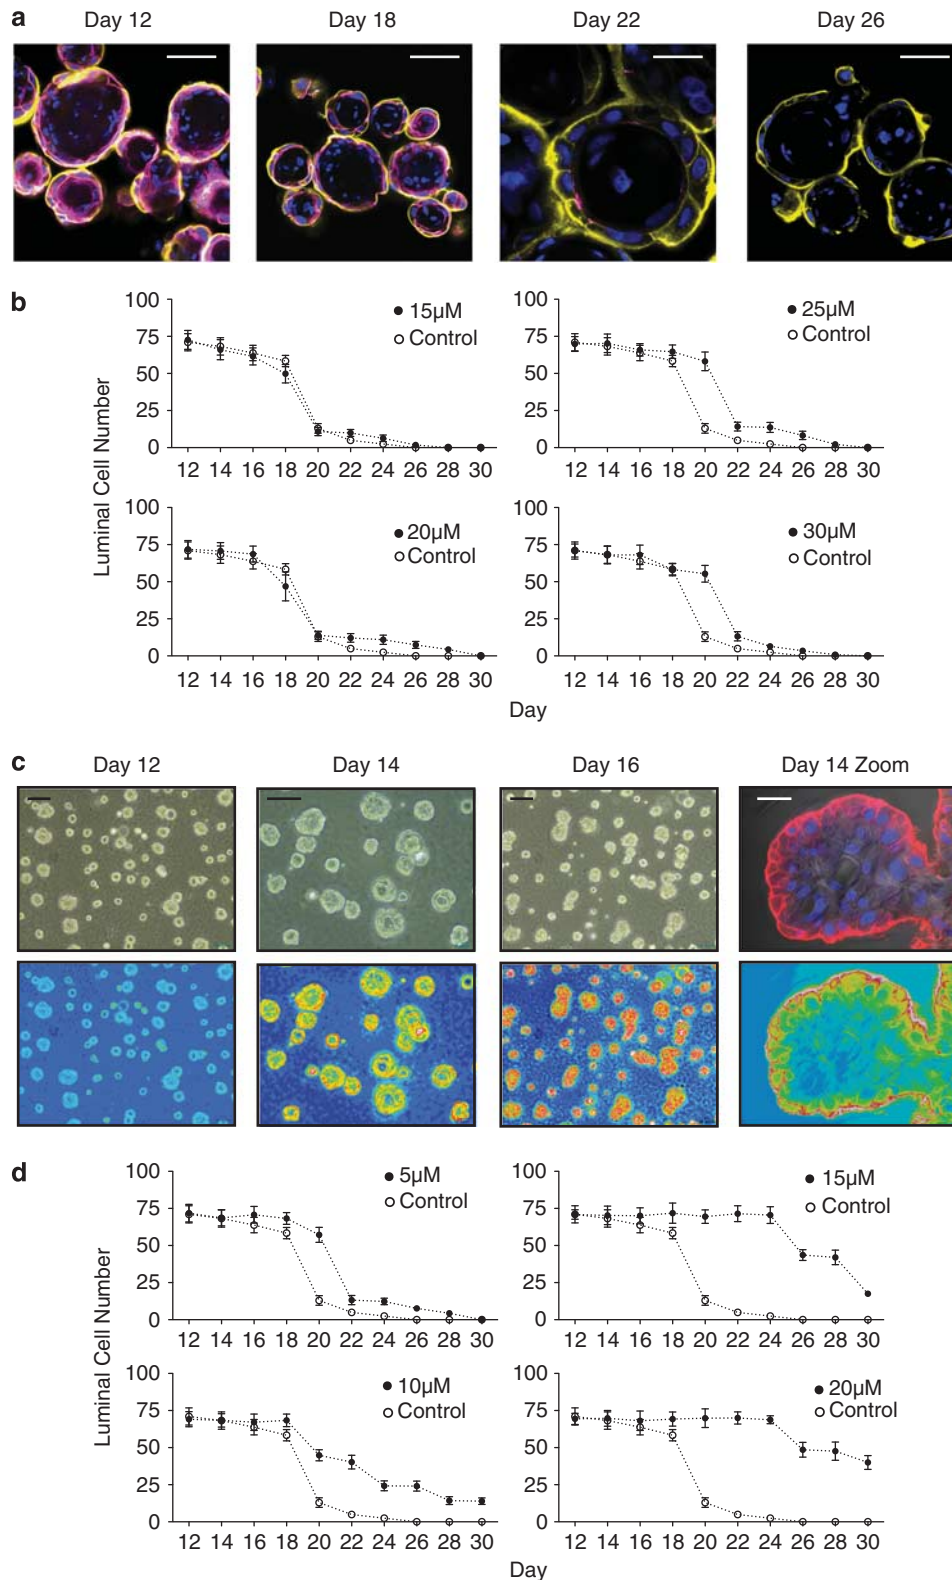 a
Day 12 Day 18 Day 22 Day 26
b
100 75 50 25 0
15µM
Control
12 14 16 18 20 22 24 26 28 30
100 75 50 25 0
25µM
Control
12 14 16 18 20 22 24 26 28 30
Luminal Cell Number
100 75 50 25 0
20µM
Control
12 14 16 18 20 22 24 26 28 30
100 75 50 25 0
30µM
Control
12 14 16 18 20 22 24 26 28 30
Day
c
Day 12 Day 14 Day 16 Day 14 Zoom
d
100 75 50 25 0
5µM
Control
12 14 16 18 20 22 24 26 28 30
100 75 50 25 0
15µM
Control
12 14 16 18 20 22 24 26 28 30
Luminal Cell Number
100 75 50 25 0
10µM
Control
12 14 16 18 20 22 24 26 28 30
100 75 50 25 0
20µM
Control
12 14 16 18 20 22 24 26 28 30
Day